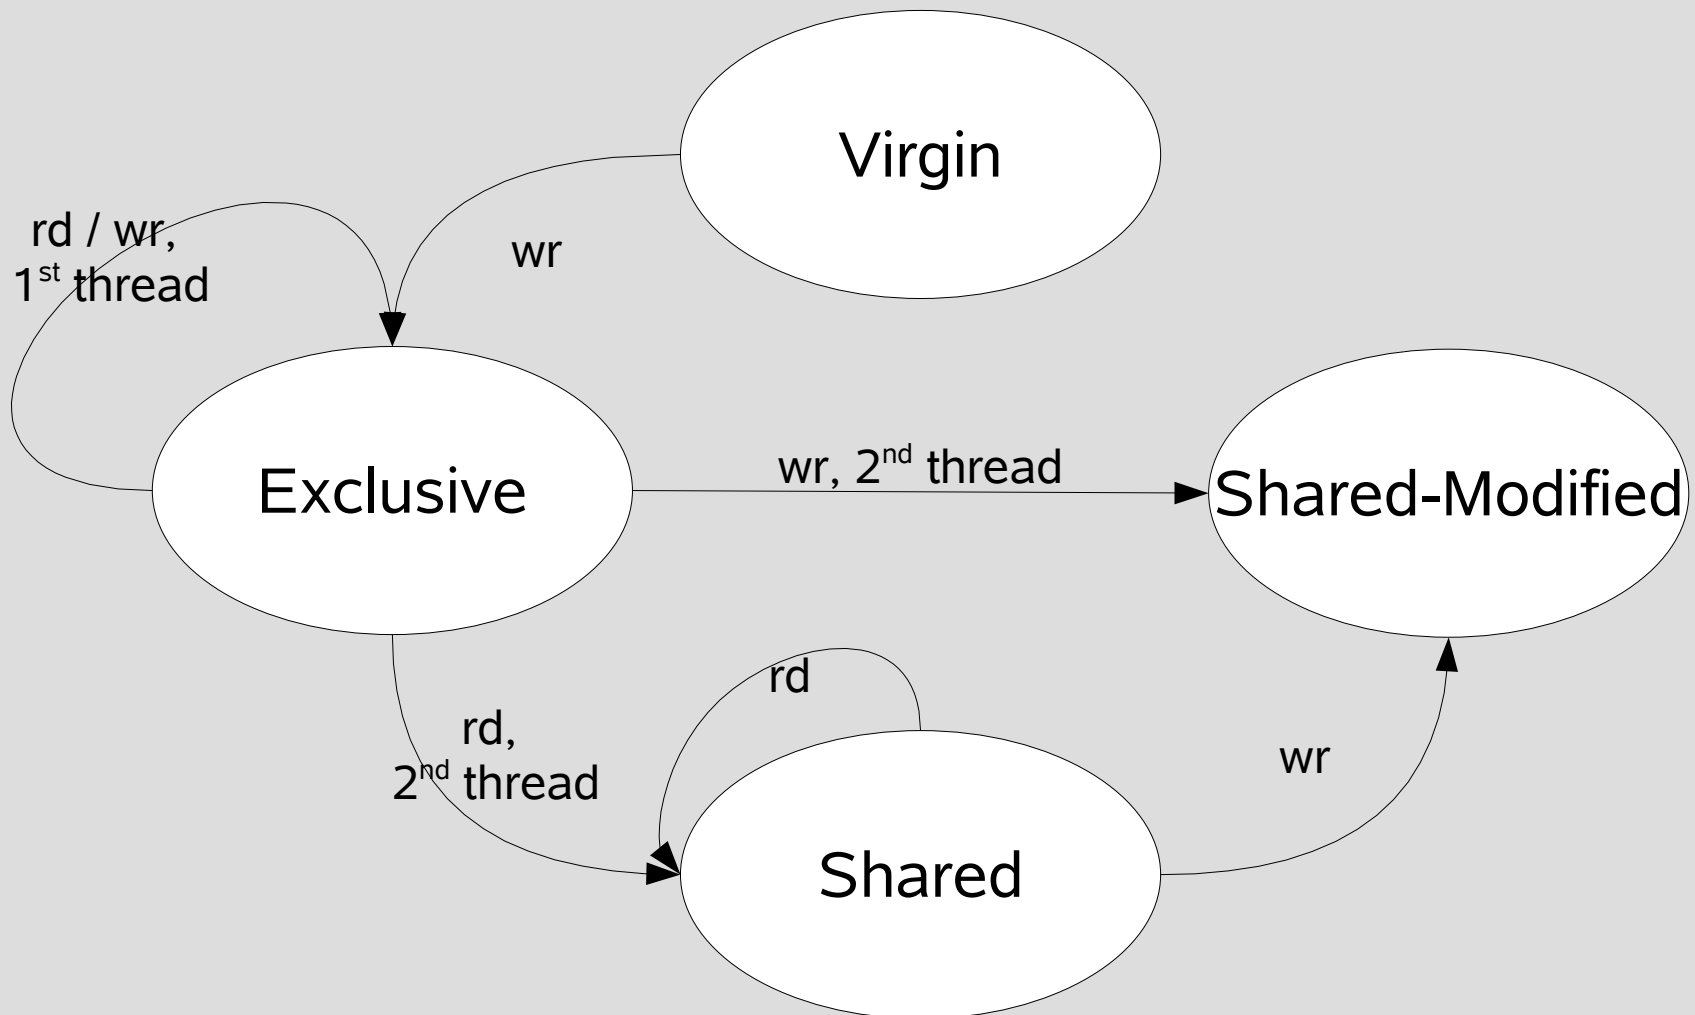 Virgin
rd / wr,
1st thread
wr
Exclusive
wr, 2nd thread
Shared-Modified
rd
rd,
2nd thread
wr
Shared